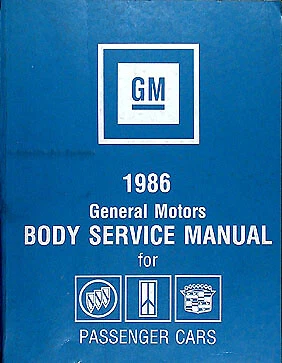 GM
1986
General Motors
BODY SERVICE MANUAL
for
PASSENGER CARS